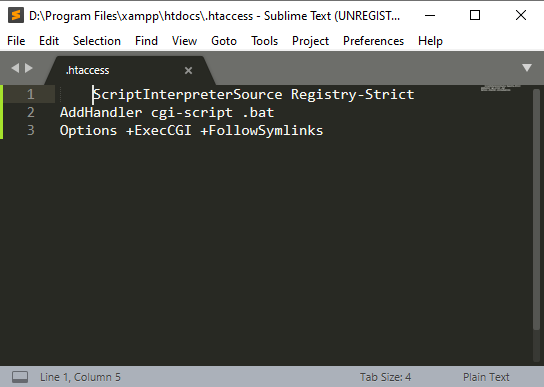 D:\Program Files\xampp\htdocs\.htaccess - Sublime Text (UNREGIST...
File Edit Selection Find View Goto Tools Project Preferences Help
.htaccess
1 ScriptInterpreterSource Registry-Strict
2 AddHandler cgi-script .bat
3 Options +ExecCGI +FollowSymlinks
Line 1, Column 5 Tab Size: 4 Plain Text